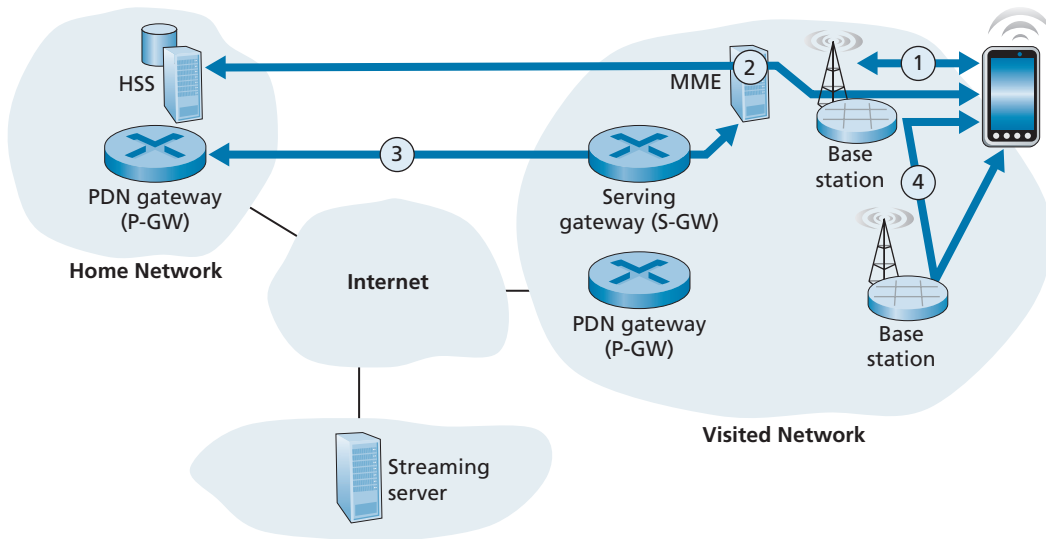 HSS
MME
2
1
3
PDN gateway
(P-GW)
Serving
gateway (S-GW)
Base
station
4
Home Network
Internet
PDN gateway
(P-GW)
Base
station
Visited Network
Streaming
server